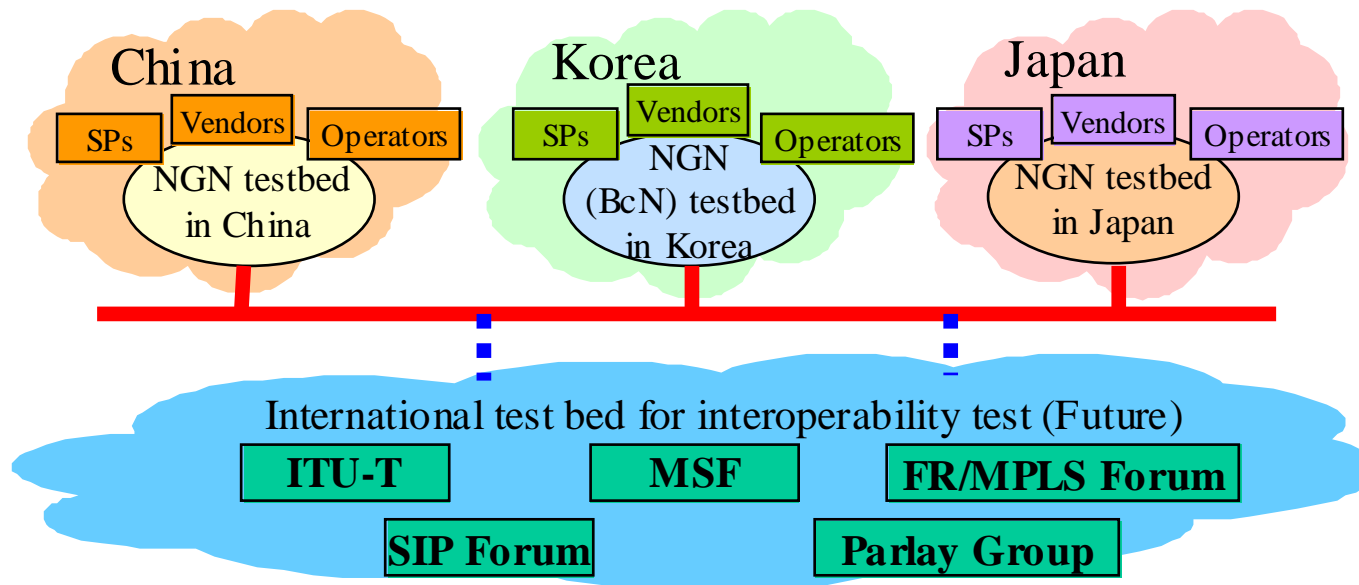 China
SPs
Vendors
Operators
NGN testbed
in China
Korea
SPs
Vendors
Operators
NGN
(BcN) testbed
in Korea
Japan
SPs
Vendors
Operators
NGN testbed
in Japan
International test bed for interoperability test (Future)
ITU-T
MSF
FR/MPLS Forum
SIP Forum
Parlay Group